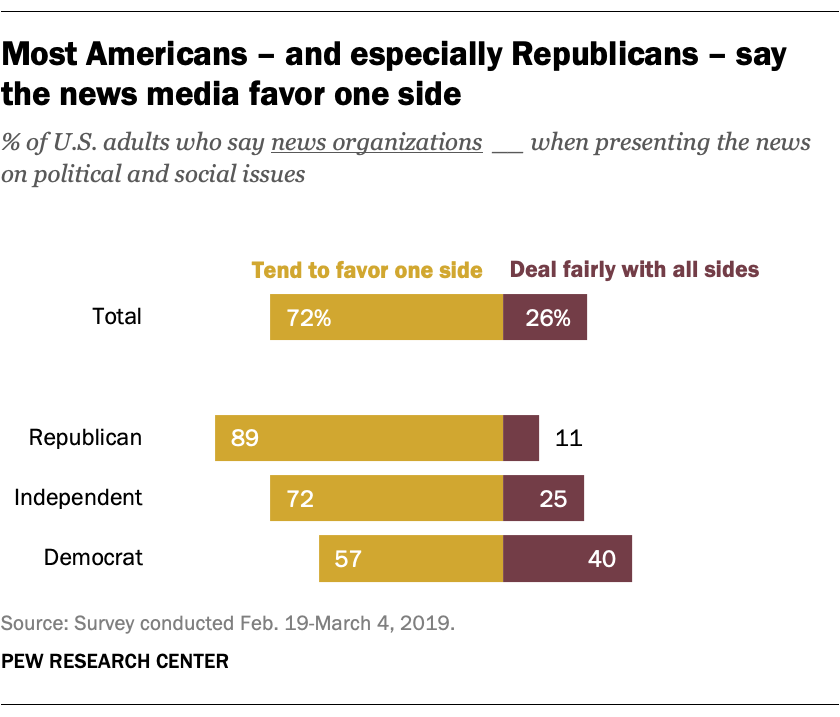 Most Americans – and especially Republicans – say
the news media favor one side
% of U.S. adults who say news organizations __ when presenting the news
on political and social issues
Tend to favor one side Deal fairly with all sides
Total 72% 26%
Republican 89 11
Independent 72 25
Democrat 57 40
Source: Survey conducted Feb. 19-March 4, 2019.
PEW RESEARCH CENTER